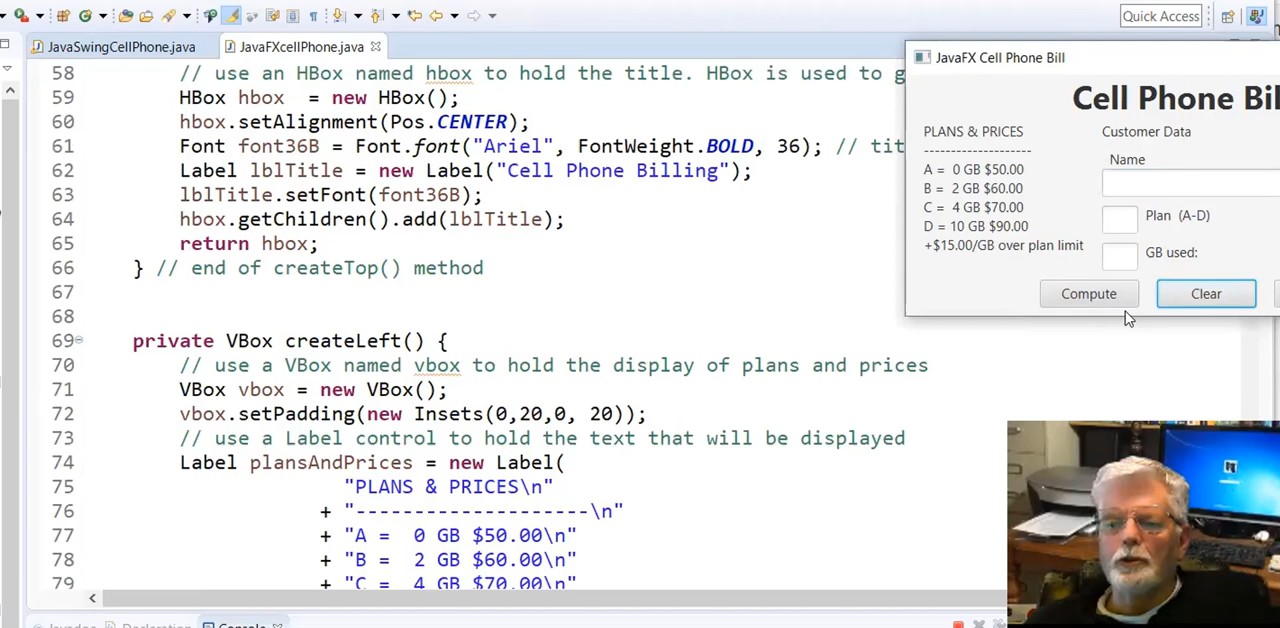 Quick Access
JavaSwingCellPhone.java
JavaFXcellPhone.java
58 // use an HBox named hbox to hold the title. HBox is used to g
59 HBox hbox = new HBox();
60 hbox.setAlignment(Pos.CENTER);
61 Font font36B = Font.font("Ariel", FontWeight.BOLD, 36); // tit
62 Label lblTitle = new Label("Cell Phone Billing");
63 lblTitle.setFont(font36B);
64 hbox.getChildren().add(lblTitle);
65 return hbox;
66 } // end of createTop() method
67
68
69 private VBox createLeft() {
70 // use a VBox named vbox to hold the display of plans and prices
71 VBox vbox = new VBox();
72 vbox.setPadding(new Insets(0,20,0, 20));
73 // use a Label control to hold the text that will be displayed
74 Label plansAndPrices = new Label(
75 "PLANS & PRICES\n"
76 + "--------------------\n"
77 + "A =  0 GB $50.00\n"
78 + "B =  2 GB $60.00\n"
79 + "C =  4 GB $70.00\n"
JavaFX Cell Phone Bill
Cell Phone Bil
PLANS & PRICES
--------------------
A =  0 GB $50.00
B =  2 GB $60.00
C =  4 GB $70.00
D = 10 GB $90.00
+$15.00/GB over plan limit
Customer Data
Name
Plan (A-D)
GB used:
Compute
Clear
Javadoc
Declaration
Console